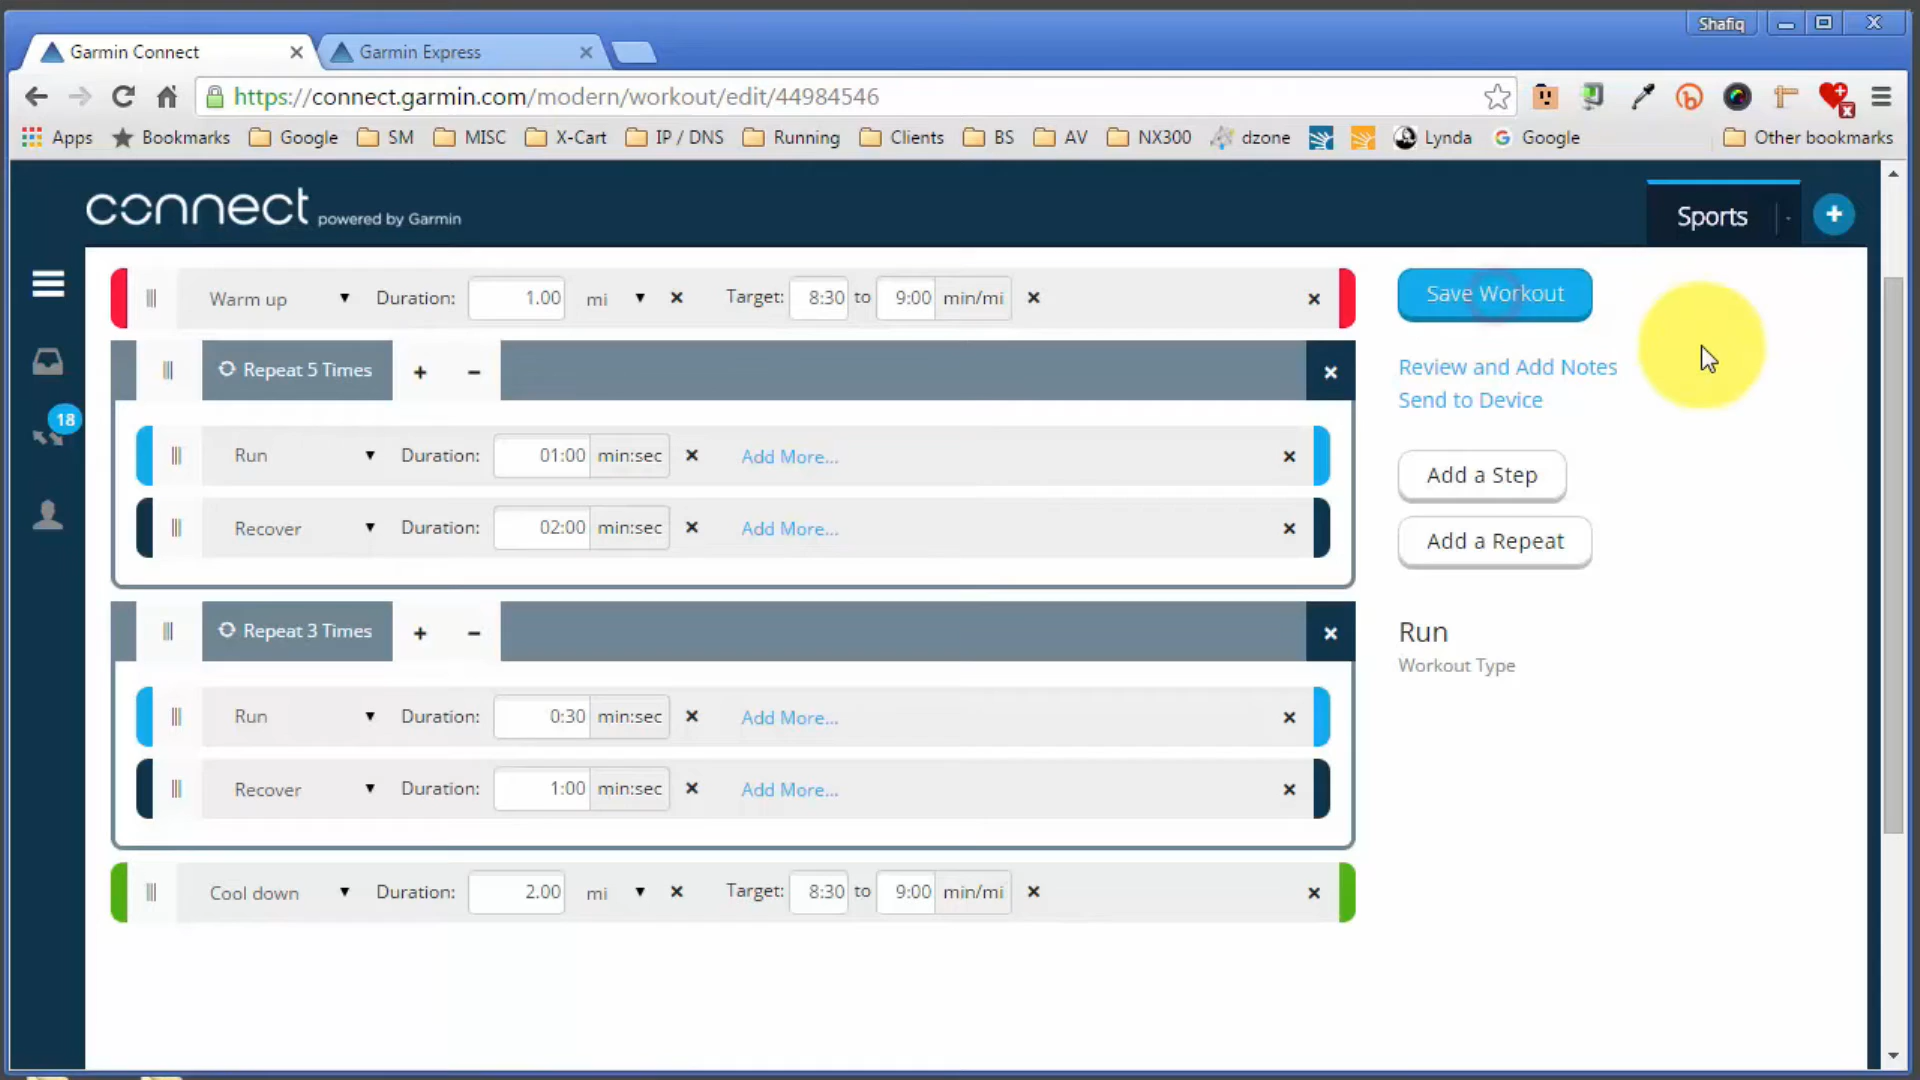 Shafiq
Garmin Connect
Garmin Express
https://connect.garmin.com/modern/workout/edit/44984546
Apps Bookmarks Google SM MISC X-Cart IP / DNS Running Clients BS AV NX300 dzone Lynda Google Other bookmarks
connect powered by Garmin
Sports
18
Warm up Duration: 1.00 mi Target: 8:30 to 9:00 min/mi
Save Workout
Repeat 5 Times + -
Review and Add Notes
Send to Device
Run Duration: 01:00 min:sec Add More...
Add a Step
Recover Duration: 02:00 min:sec Add More...
Add a Repeat
Repeat 3 Times + -
Run
Workout Type
Run Duration: 0:30 min:sec Add More...
Recover Duration: 1:00 min:sec Add More...
Cool down Duration: 2.00 mi Target: 8:30 to 9:00 min/mi